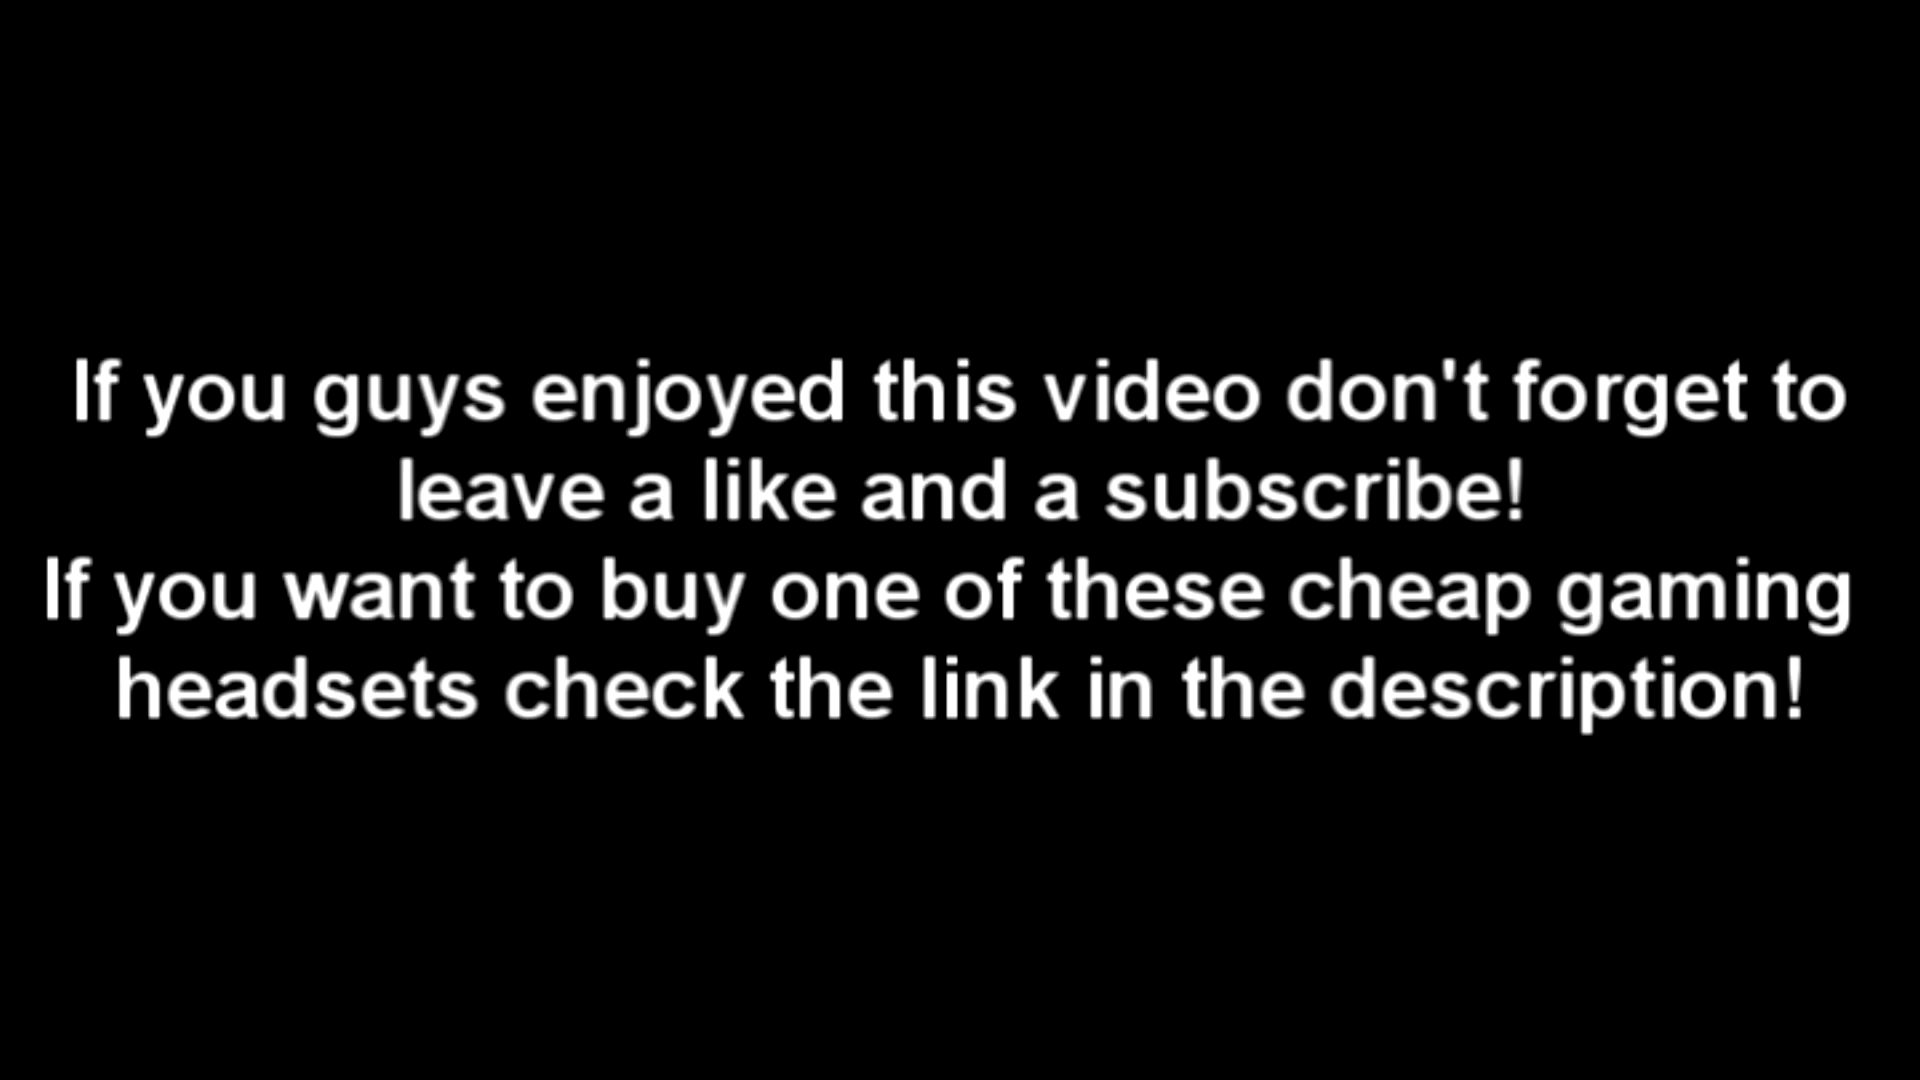 If you guys enjoyed this video don't forget to
leave a like and a subscribe!
If you want to buy one of these cheap gaming
headsets check the link in the description!